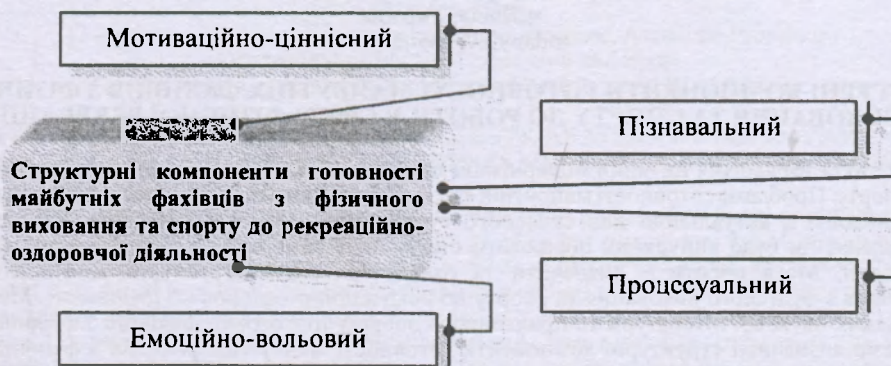 Мотиваційно-ціннісний
Пізнавальний
Структурні компоненти готовності
майбутніх фахівців з фізичного
виховання та спорту до рекреаційно-
оздоровчої діяльності
Процесуальний
Емоційно-вольовий